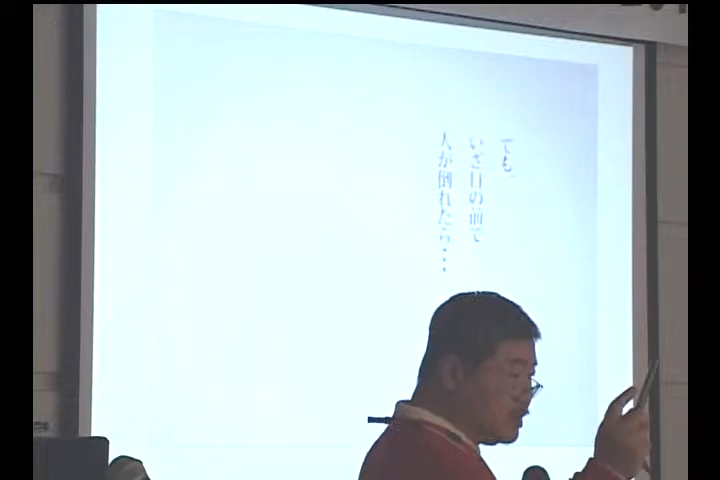 でも、
いざ目の前で
人が倒れたら…